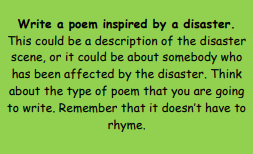 Write a poem inspired by a disaster.
This could be a description of the disaster
scene, or it could be about somebody who
has been affected by the disaster. Think
about the type of poem that you are going
to write. Remember that it doesn't have to
rhyme.